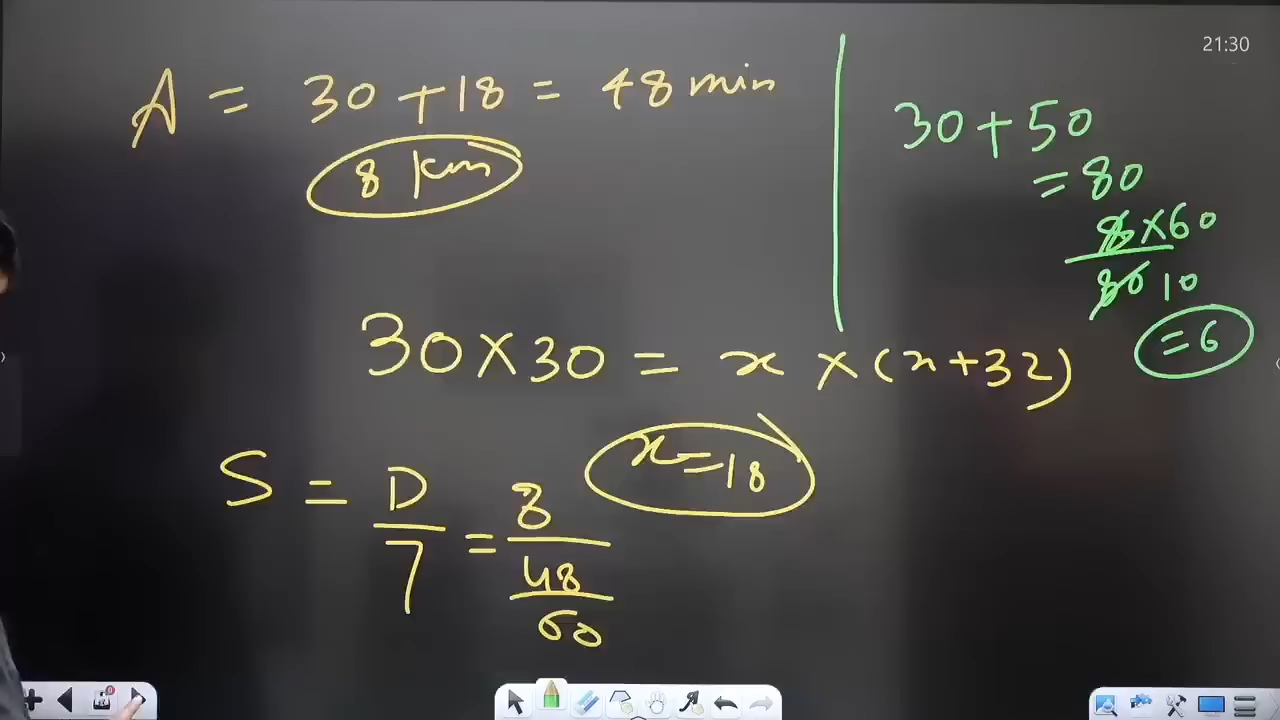 21:30
A = 30 + 18 = 48 min
8 km
30 + 50
= 80
8 × 60
80 10
= 6
30 × 30 = x × (x + 32)
x = 18
S = D/T = 8
48
60